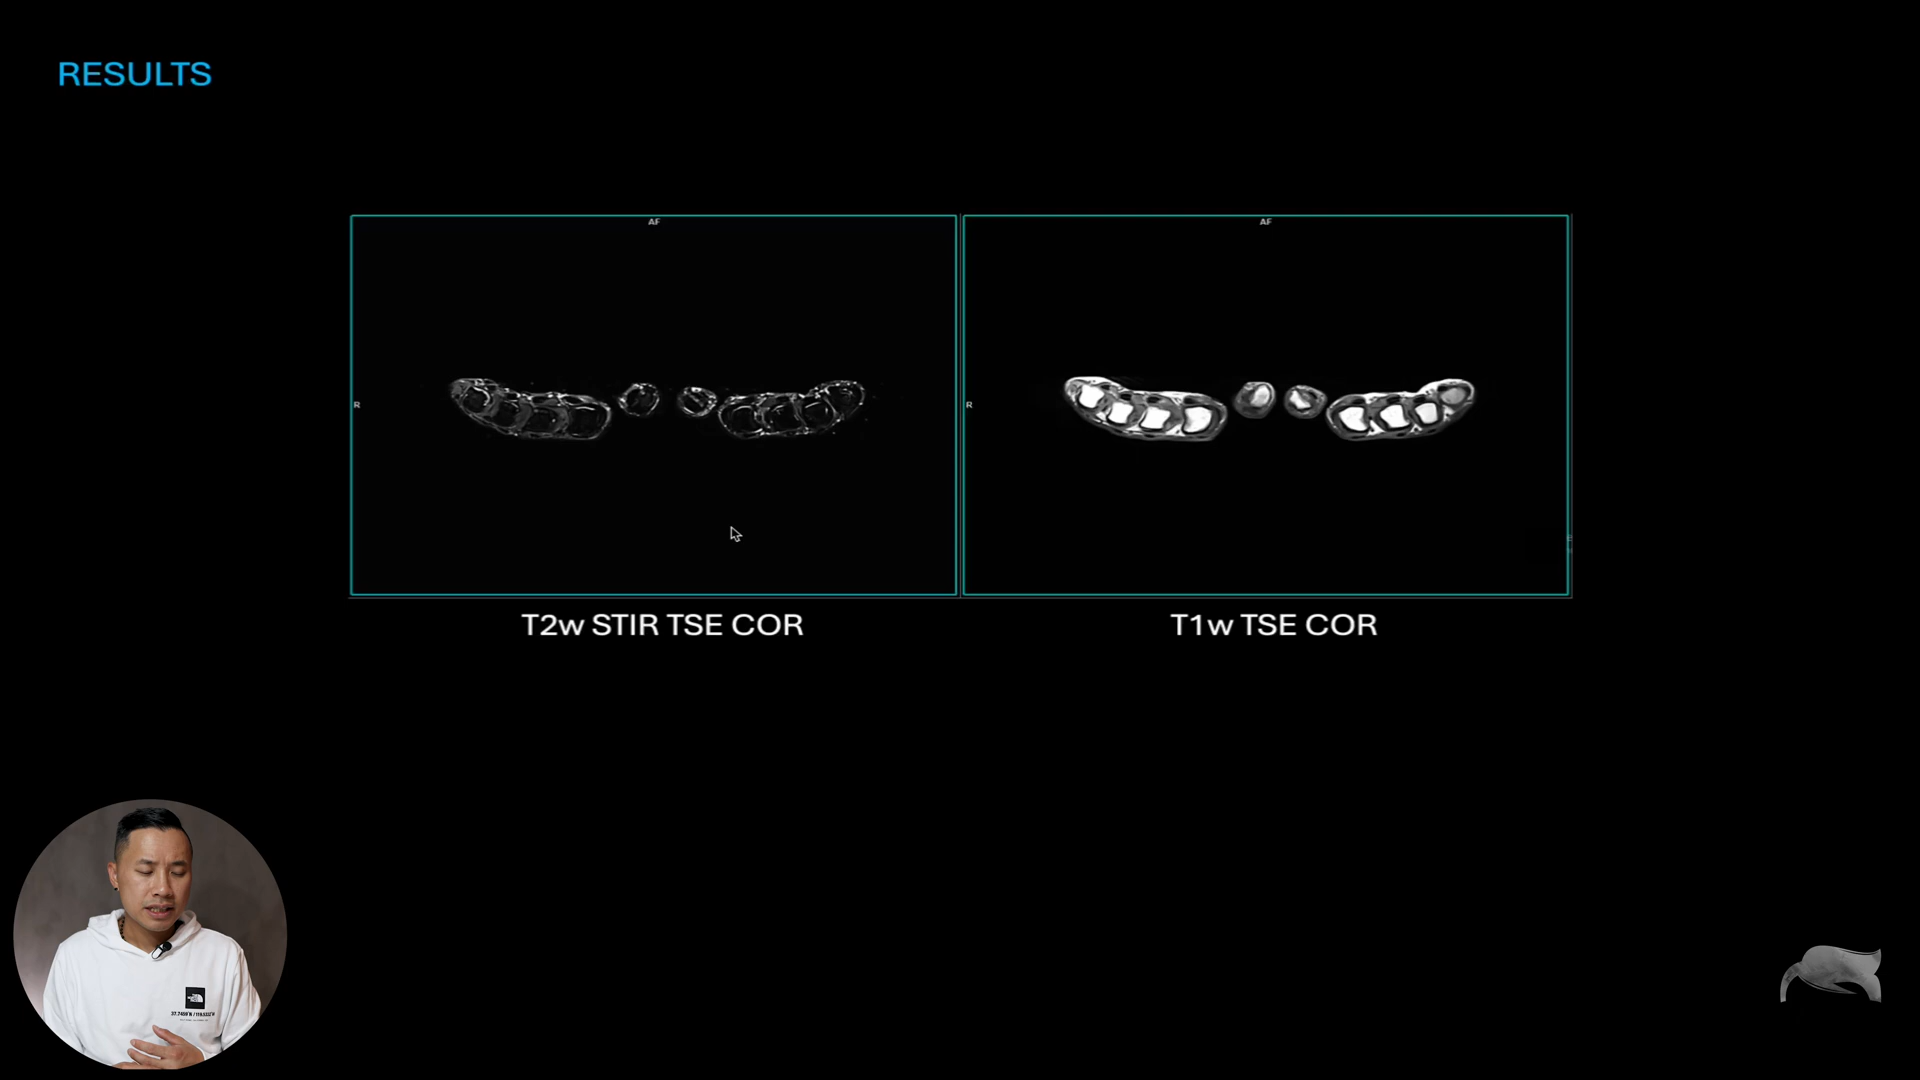 RESULTS
AF
AF
R
R
T2w STIR TSE COR
T1w TSE COR